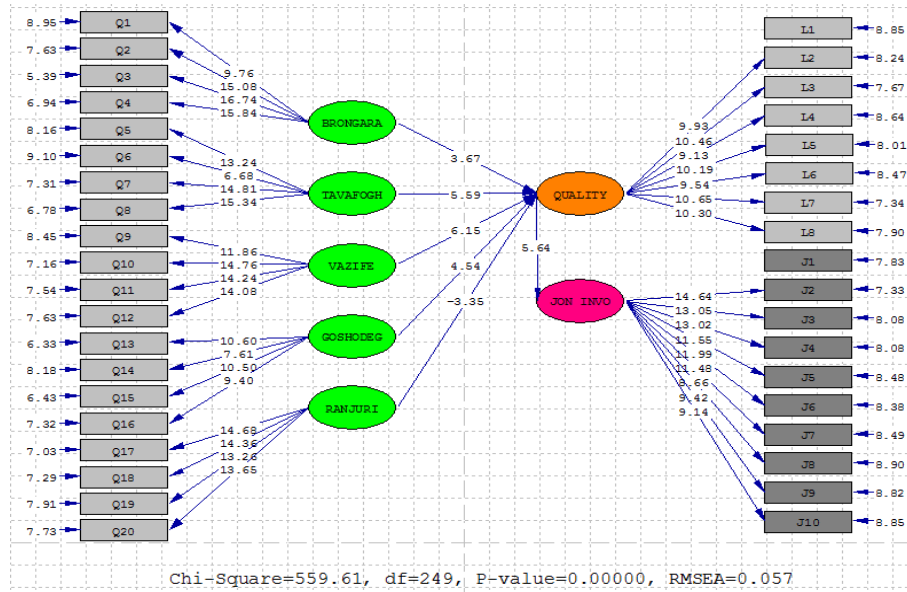 8.95 Q1
7.63 Q2
5.39 Q3
6.94 Q4
8.16 Q5
9.10 Q6
7.31 Q7
6.78 Q8
8.45 Q9
7.16 Q10
7.54 Q11
7.63 Q12
6.33 Q13
8.18 Q14
6.43 Q15
7.32 Q16
7.03 Q17
7.29 Q18
7.91 Q19
7.73 Q20
9.76
15.08
16.74
15.84
13.24
6.68
14.81
15.34
11.86
14.76
14.24
14.08
10.60
7.61
10.50
9.40
14.68
14.36
13.26
13.65
BRONGARA
TAVAFOGH
VAZIFE
GOSHODEG
RANJURI
3.67
5.59
6.15
4.54
-3.35
QUALITY
5.64
JON INVO
9.93
10.46
9.13
10.19
9.54
10.65
10.30
14.64
13.05
13.02
11.55
11.99
11.48
9.42
9.14
L1 8.85
L2 8.24
L3 7.67
L4 8.64
L5 8.01
L6 8.47
L7 7.34
L8 7.90
J1 7.83
J2 7.33
J3 8.08
J4 8.08
J5 8.48
J6 8.38
J7 8.49
J8 8.90
J9 8.82
J10 8.85
Chi-Square=559.61, df=249, P-value=0.00000, RMSEA=0.057